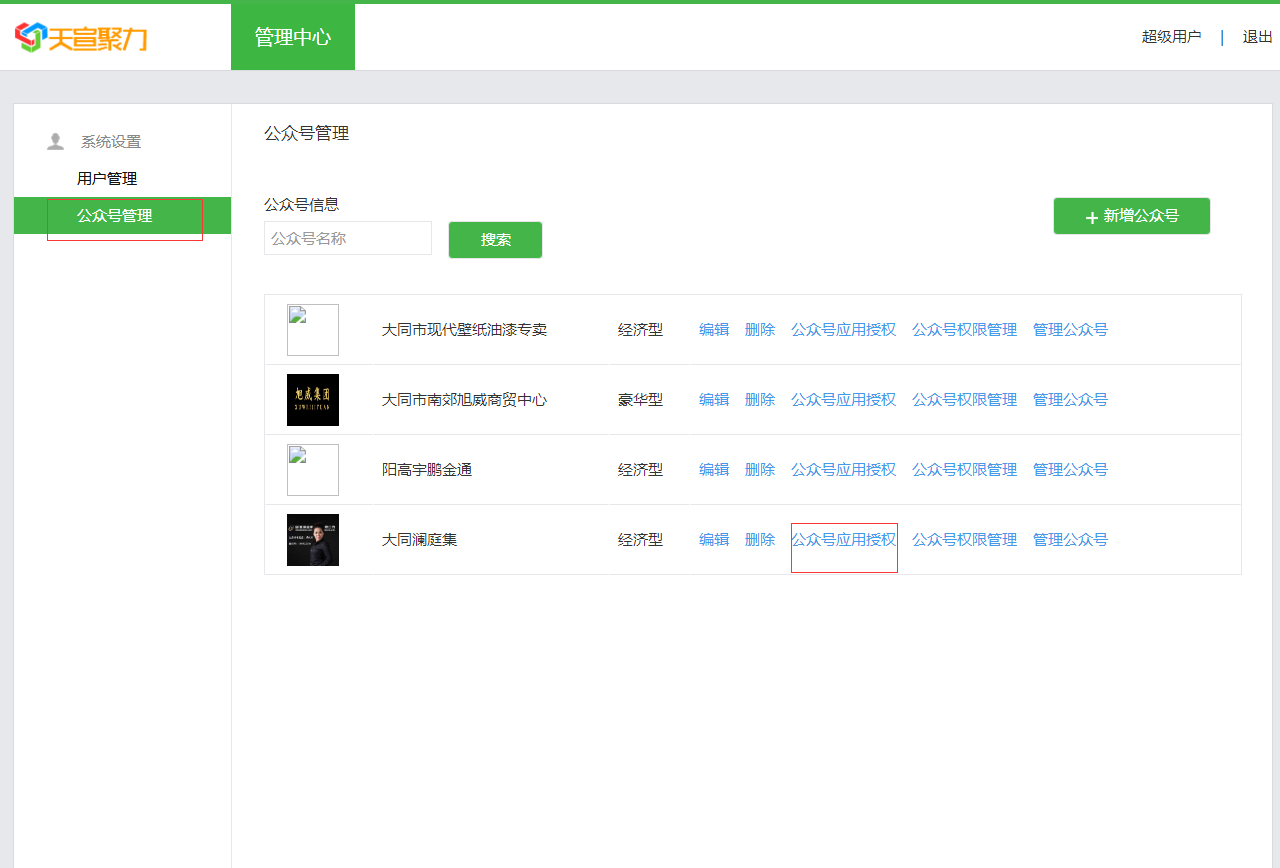 天宣聚力
管理中心
超级用户 | 退出
系统设置
用户管理
公众号管理
公众号管理
公众号信息
公众号名称
搜索
+ 新增公众号
大同市现代壁纸油漆专卖 经济型 编辑 删除 公众号应用授权 公众号权限管理 管理公众号
旭威集团
大同市南郊旭威商贸中心 豪华型 编辑 删除 公众号应用授权 公众号权限管理 管理公众号
阳高宇鹏金通 经济型 编辑 删除 公众号应用授权 公众号权限管理 管理公众号
大同澜庭集 经济型 编辑 删除 公众号应用授权 公众号权限管理 管理公众号